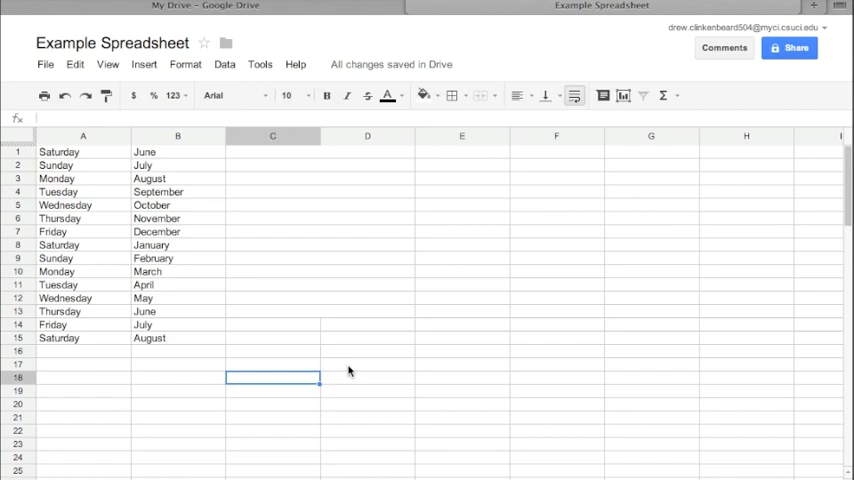 My Drive - Google Drive
Example Spreadsheet
drew.clinkenbeard504@myci.csuci.edu
Example Spreadsheet
Comments
Share
File Edit View Insert Format Data Tools Help All changes saved in Drive
$ % 123 Arial 10 B I S A Σ
fx
A B C D E F G H I
1 Saturday June
2 Sunday July
3 Monday August
4 Tuesday September
5 Wednesday October
6 Thursday November
7 Friday December
8 Saturday January
9 Sunday February
10 Monday March
11 Tuesday April
12 Wednesday May
13 Thursday June
14 Friday July
15 Saturday August
16
17
18
19
20
21
22
23
24
25